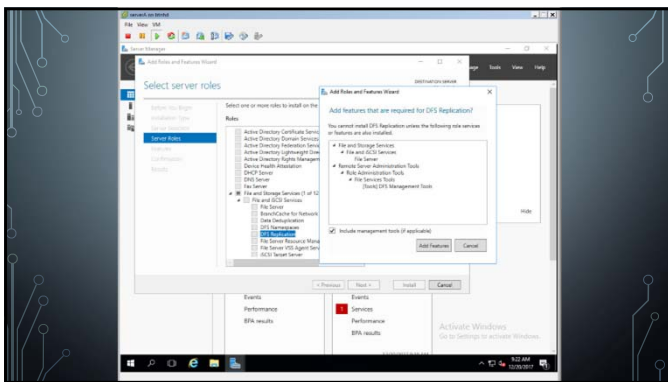 serverA on
File View VM
Server Manager
Add Roles and Features Wizard
Tools View Help
Select server roles
DESTINATION SERVER
Before You Begin
Installation Type
Server Selection
Server Roles
Features
Confirmation
Results
Select one or more roles to install on the
Roles
Active Directory Certificate Servic
Active Directory Domain Services
Active Directory Federation Servic
Active Directory Lightweight Dire
Active Directory Rights Managem
Device Health Attestation
DHCP Server
DNS Server
Fax Server
File and Storage Services (1 of 12
File and iSCSI Services
File Server
BranchCache for Network
Data Deduplication
DFS Namespaces
DFS Replication
File Server Resource Mana
File Server VSS Agent Serv
iSCSI Target Server
< Previous Next > Install Cancel
Add Roles and Features Wizard
Add features that are required for DFS Replication?
You cannot install DFS Replication unless the following role services
or features are also installed.
File and Storage Services
File and iSCSI Services
File Server
Remote Server Administration Tools
Role Administration Tools
File Services Tools
[Tools] DFS Management Tools
Include management tools (if applicable)
Add Features Cancel
Hide
Events
Performance
BPA results
Events
1 Services
Performance
BPA results
Activate Windows
Go to Settings to activate Windows.
9:22 AM
12/20/2017